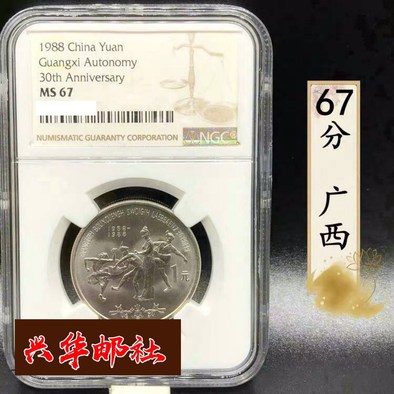 1988 China Yuan
Guangxi Autonomy
30th Anniversary
MS 67
NUMISMATIC GUARANTY CORPORATION
NGC
67
分
广
西
1958-
1988
1元
兴华邮社